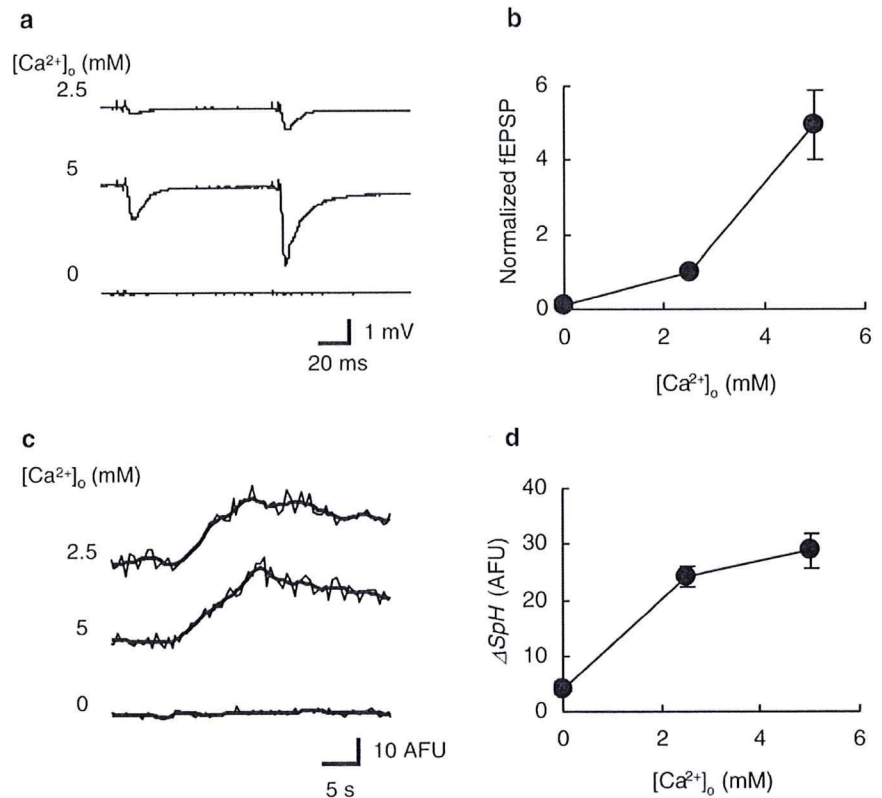 a
[Ca²⁺]ₒ (mM)
2.5
5
0
1 mV
20 ms
b
Normalized fEPSP
6
4
2
0
0 2 4 6
[Ca²⁺]ₒ (mM)
c
[Ca²⁺]ₒ (mM)
2.5
5
0
10 AFU
5 s
d
ΔSpH (AFU)
40
30
20
10
0
0 2 4 6
[Ca²⁺]ₒ (mM)